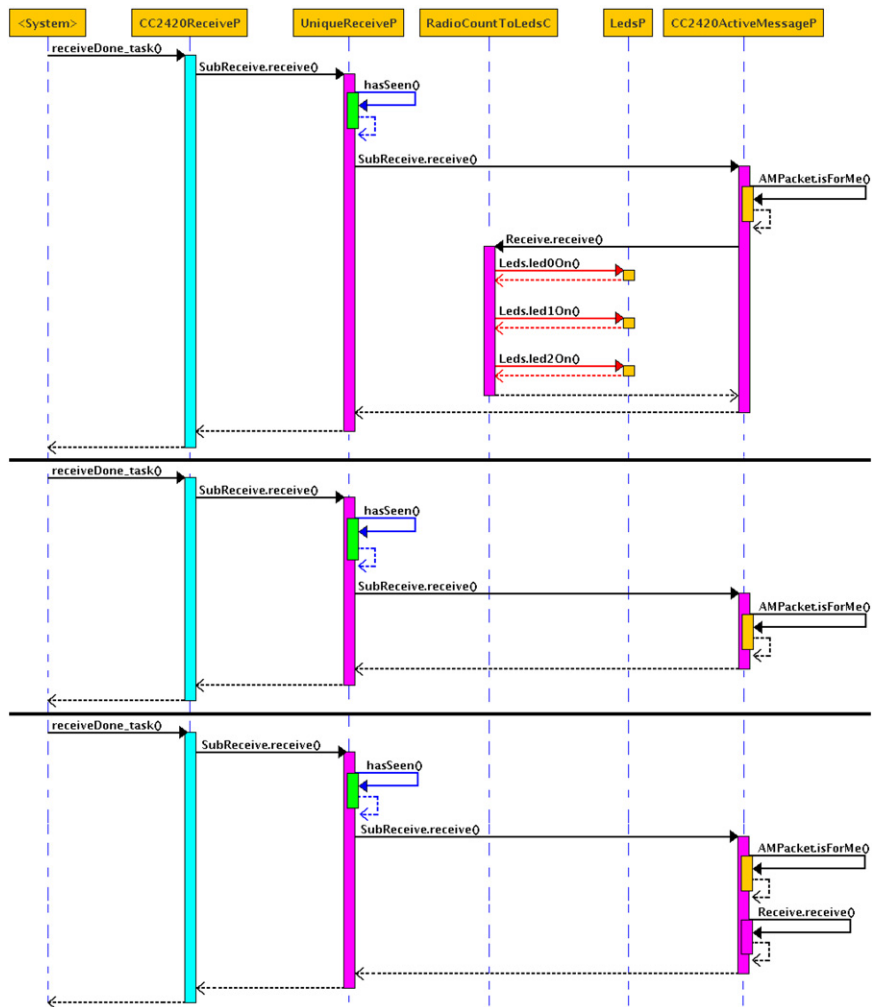 <System> CC2420ReceiveP UniqueReceiveP RadioCountToLedsC LedsP CC2420ActiveMessageP
receiveDone_task()
SubReceive.receive()
hasSeen()
SubReceive.receive()
AMPacket.isForMe()
Receive.receive()
Leds.led0On()
Leds.led1On()
Leds.led2On()
receiveDone_task()
SubReceive.receive()
hasSeen()
SubReceive.receive()
AMPacket.isForMe()
receiveDone_task()
SubReceive.receive()
hasSeen()
SubReceive.receive()
AMPacket.isForMe()
Receive.receive()